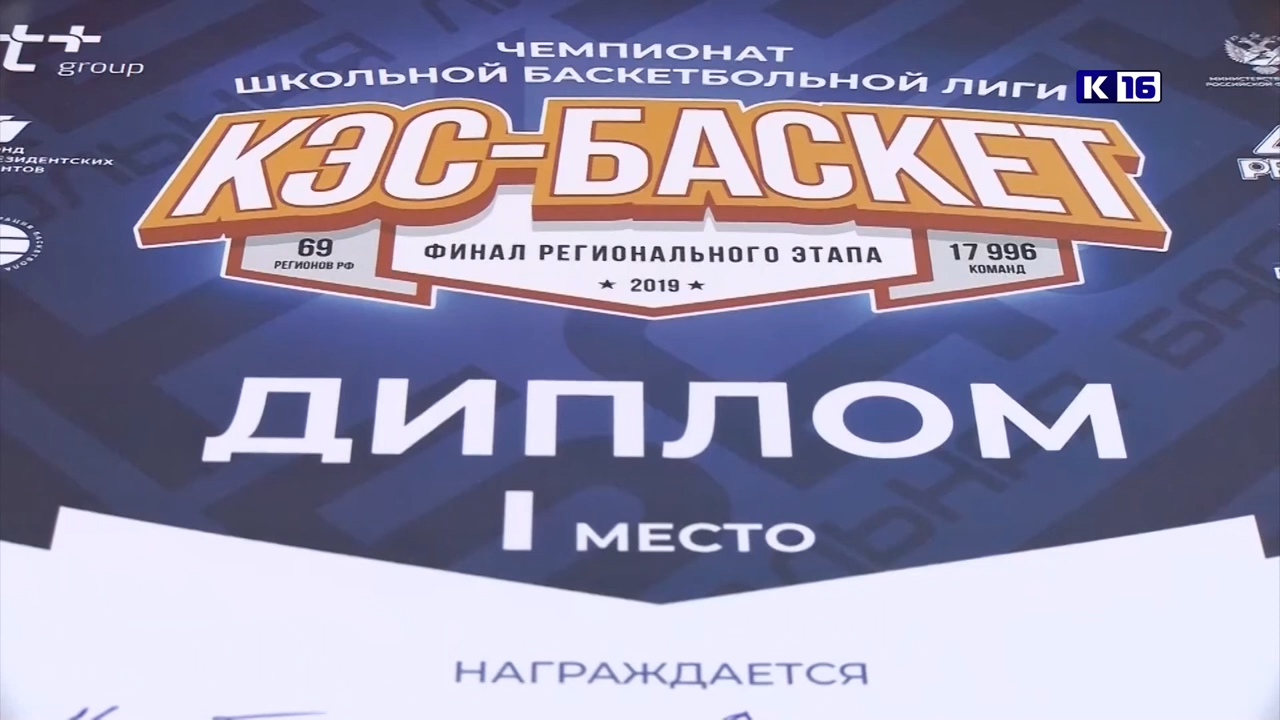 t+
group
ЧЕМПИОНАТ
ШКОЛЬНОЙ БАСКЕТБОЛЬНОЙ ЛИГИ
К 16
КЭС-БАСКЕТ
69
РЕГИОНОВ РФ
ФИНАЛ РЕГИОНАЛЬНОГО ЭТАПА
★ 2019 ★
17 996
КОМАНД
ДИПЛОМ
I МЕСТО
НАГРАЖДАЕТСЯ